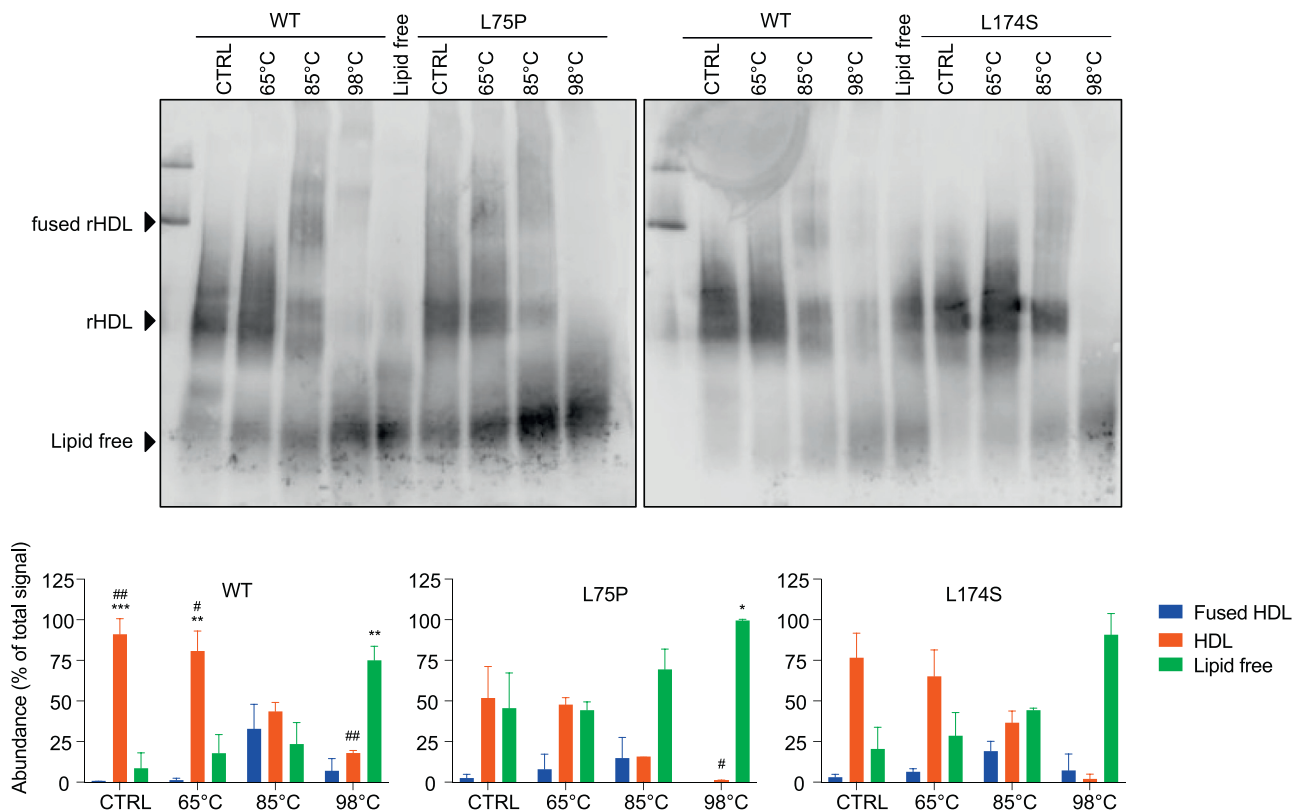 WT Lipid free L75P
CTRL 65°C 85°C 98°C CTRL 65°C 85°C 98°C
WT Lipid free L174S
CTRL 65°C 85°C 98°C CTRL 65°C 85°C 98°C
fused rHDL
rHDL
Lipid free
Abundance (% of total signal)
WT
125
100
75
50
25
0
##
***
#
**
##
**
CTRL 65°C 85°C 98°C
L75P
125
100
75
50
25
0
#
*
CTRL 65°C 85°C 98°C
L174S
125
100
75
50
25
0
CTRL 65°C 85°C 98°C
Fused HDL
HDL
Lipid free